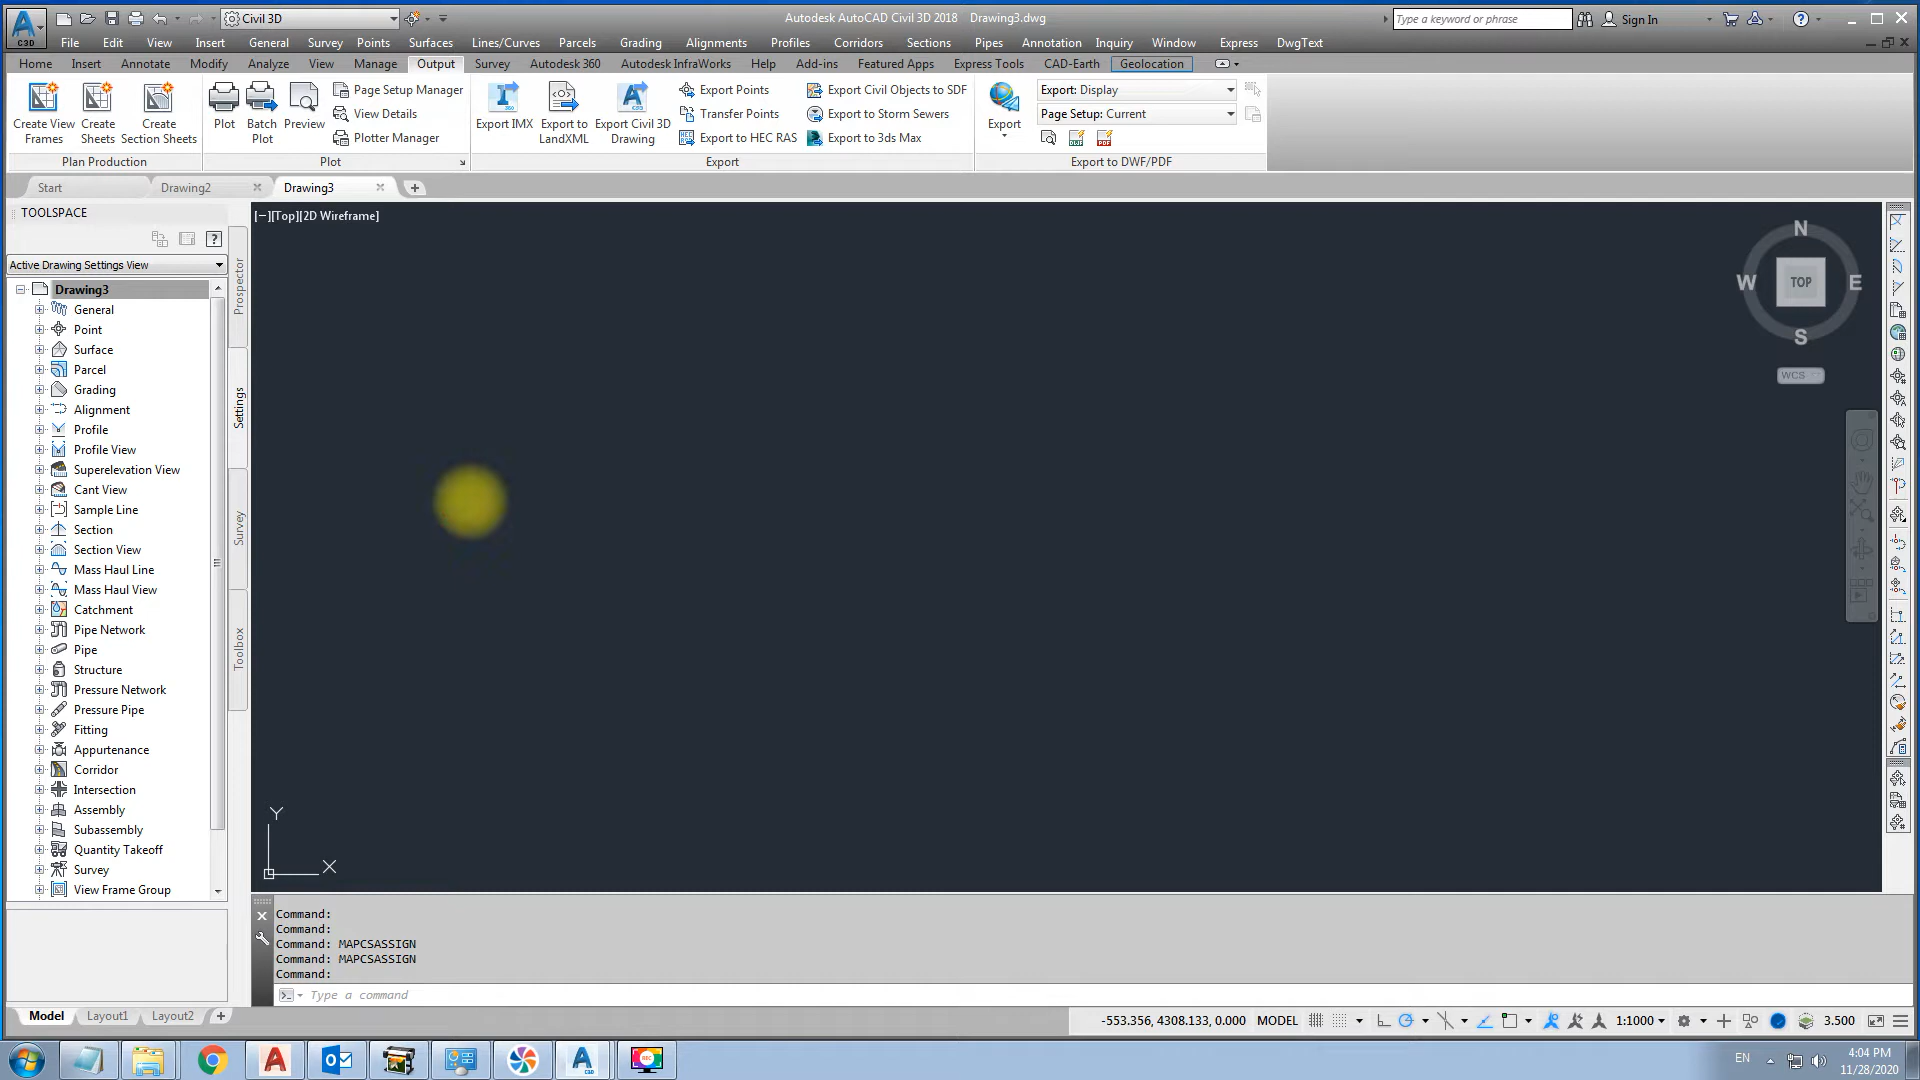 Civil 3D
Autodesk AutoCAD Civil 3D 2018 Drawing3.dwg
Type a keyword or phrase
Sign In
C3D
File Edit View Insert General Survey Points Surfaces Lines/Curves Parcels Grading Alignments Profiles Corridors Sections Pipes Annotation Inquiry Window Express DwgText
Home Insert Annotate Modify Analyze View Manage Output Survey Autodesk 360 Autodesk InfraWorks Help Add-ins Featured Apps Express Tools CAD-Earth Geolocation
Create View Frames
Create Sheets
Create Section Sheets
Plan Production
Plot
Batch Plot
Preview
Page Setup Manager
View Details
Plotter Manager
Plot
Export IMX
Export to LandXML
Export Civil 3D Drawing
Export Points
Transfer Points
Export to HEC RAS
Export Civil Objects to SDF
Export to Storm Sewers
Export to 3ds Max
Export
Export
Export: Display
Page Setup: Current
Export to DWF/PDF
Start
Drawing2
Drawing3
TOOLSPACE
Active Drawing Settings View
Drawing3
General
Point
Surface
Parcel
Grading
Alignment
Profile
Profile View
Superelevation View
Cant View
Sample Line
Section
Section View
Mass Haul Line
Mass Haul View
Catchment
Pipe Network
Pipe
Structure
Pressure Network
Pressure Pipe
Fitting
Appurtenance
Corridor
Intersection
Assembly
Subassembly
Quantity Takeoff
Survey
View Frame Group
Prospector
Settings
Survey
Toolbox
[−][Top][2D Wireframe]
N
W TOP E
S
WCS
Y
X
Command:
Command:
Command: MAPCSASSIGN
Command: MAPCSASSIGN
Command:
Type a command
Model Layout1 Layout2
-553.356, 4308.133, 0.000 MODEL
1:1000
3.500
EN
4:04 PM
11/28/2020